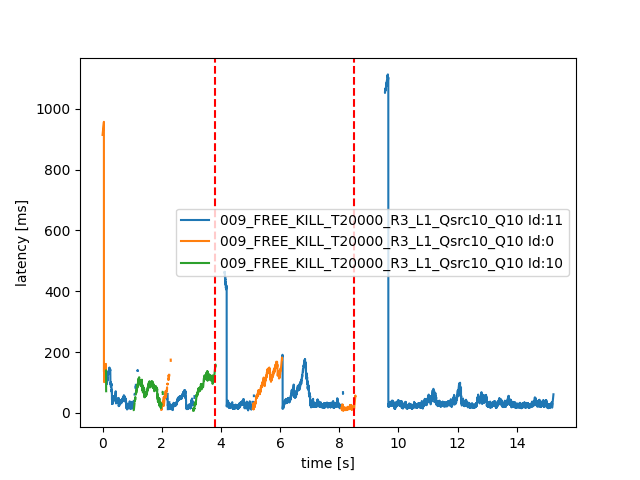 1000
800
600
400
200
0
latency [ms]
009_FREE_KILL_T20000_R3_L1_Qsrc10_Q10 Id:11
009_FREE_KILL_T20000_R3_L1_Qsrc10_Q10 Id:0
009_FREE_KILL_T20000_R3_L1_Qsrc10_Q10 Id:10
0 2 4 6 8 10 12 14
time [s]